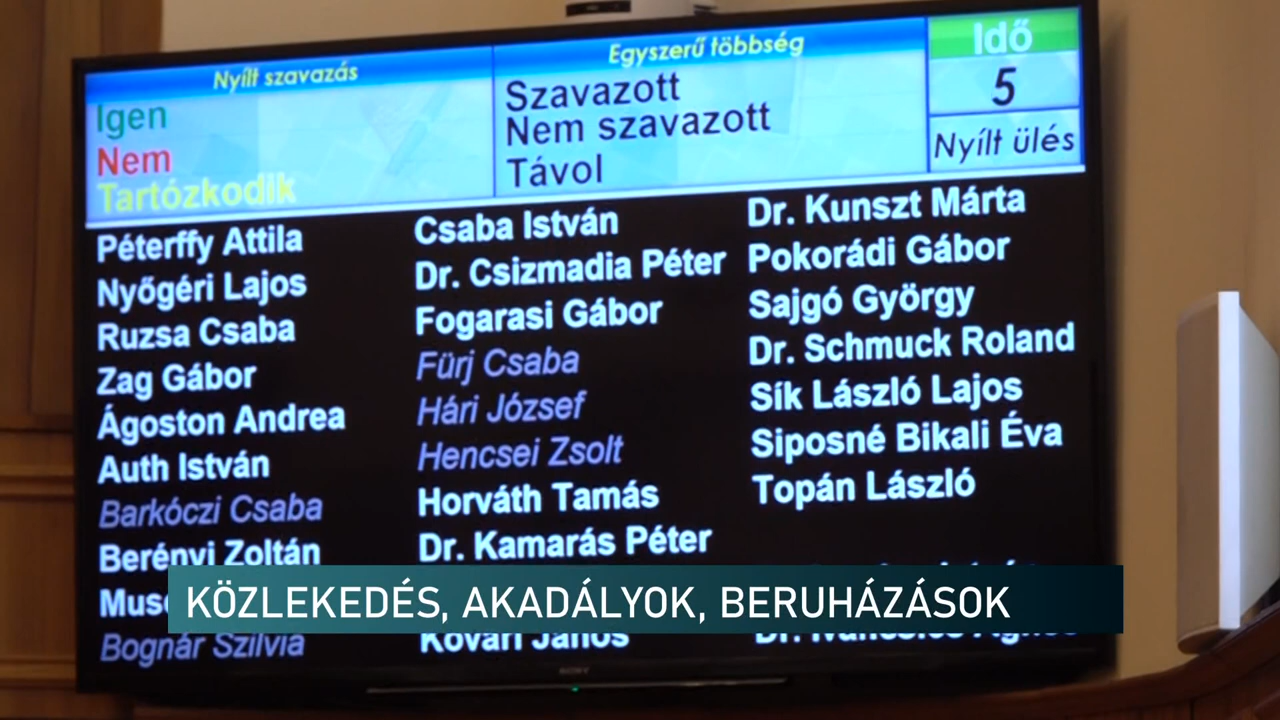 Nyílt szavazás
Igen
Nem
Tartózkodik
Egyszerű többség
Szavazott
Nem szavazott
Távol
Idő
5
Nyílt ülés
Péterffy Attila
Nyőgéri Lajos
Ruzsa Csaba
Zag Gábor
Ágoston Andrea
Auth István
Barkóczi Csaba
Berényi Zoltán
Bognár Szilvia
Csaba István
Dr. Csizmadia Péter
Fogarasi Gábor
Fürj Csaba
Hári József
Hencsei Zsolt
Horváth Tamás
Dr. Kamarás Péter
Kővári János
Dr. Kunszt Márta
Pokorádi Gábor
Sajgó György
Dr. Schmuck Roland
Sík László Lajos
Siposné Bikali Éva
Topán László
Dr.
KÖZLEKEDÉS, AKADÁLYOK, BERUHÁZÁSOK
SONY